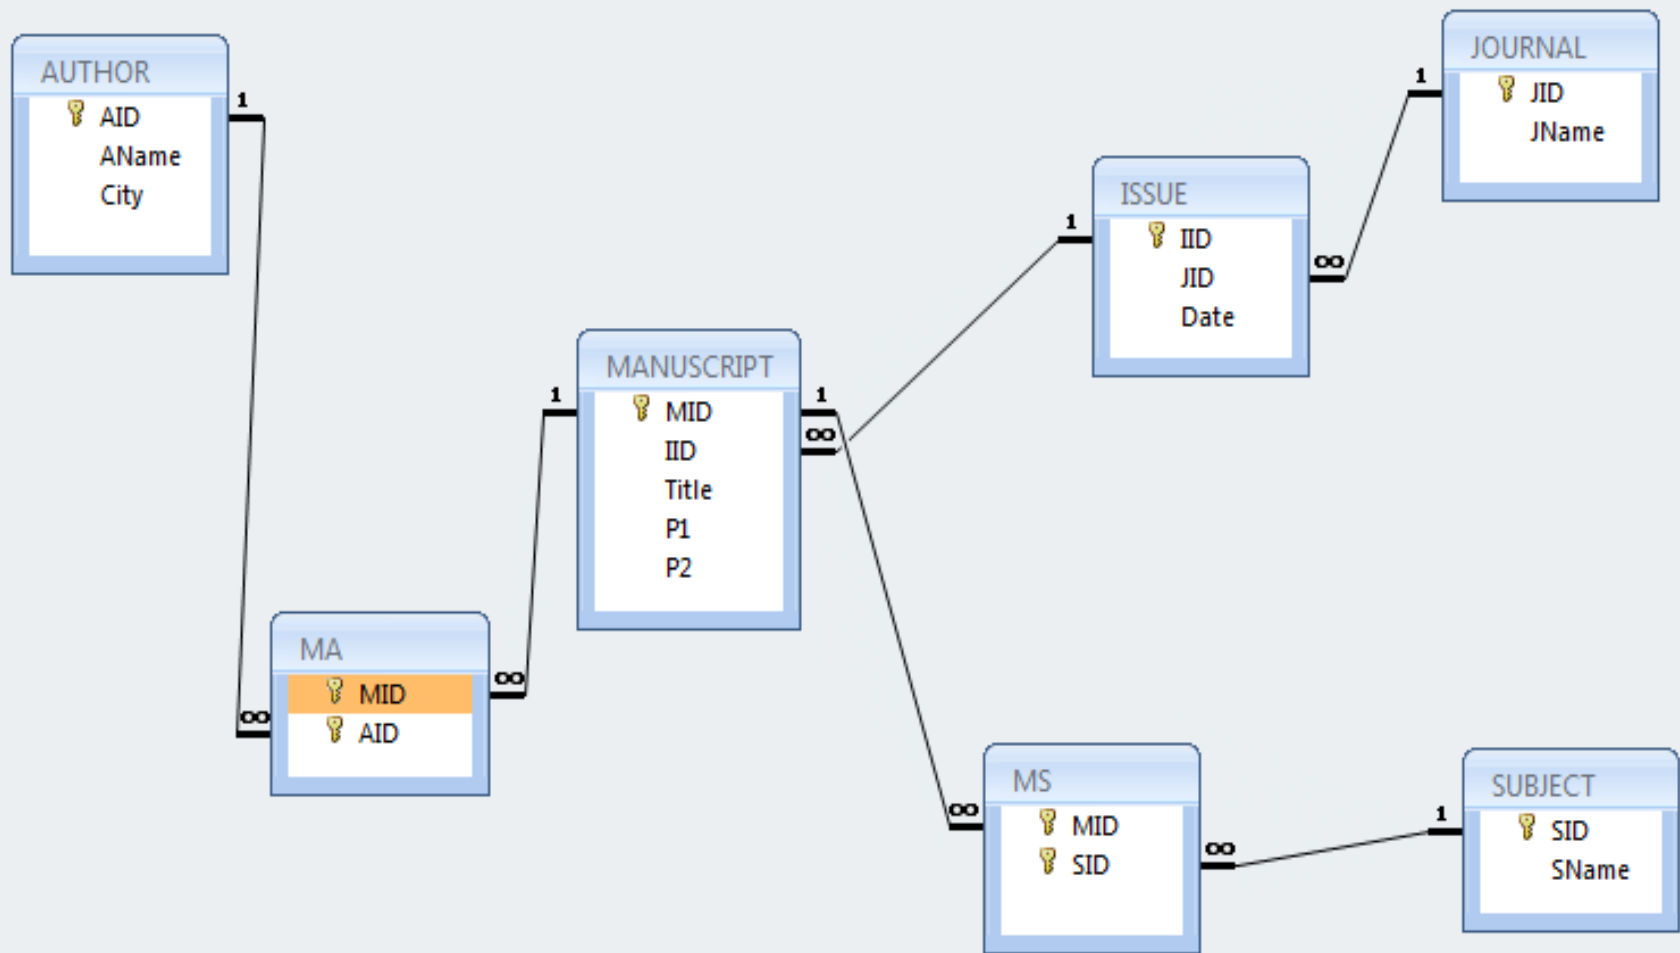 AUTHOR
1
AID
AName
City
JOURNAL
1
JID
JName
ISSUE
1
IID
∞
JID
Date
MANUSCRIPT
1
MID
1
IID
∞
Title
P1
P2
MA
MID
∞
∞
AID
MS
∞
MID
SID
∞
SUBJECT
1
SID
SName